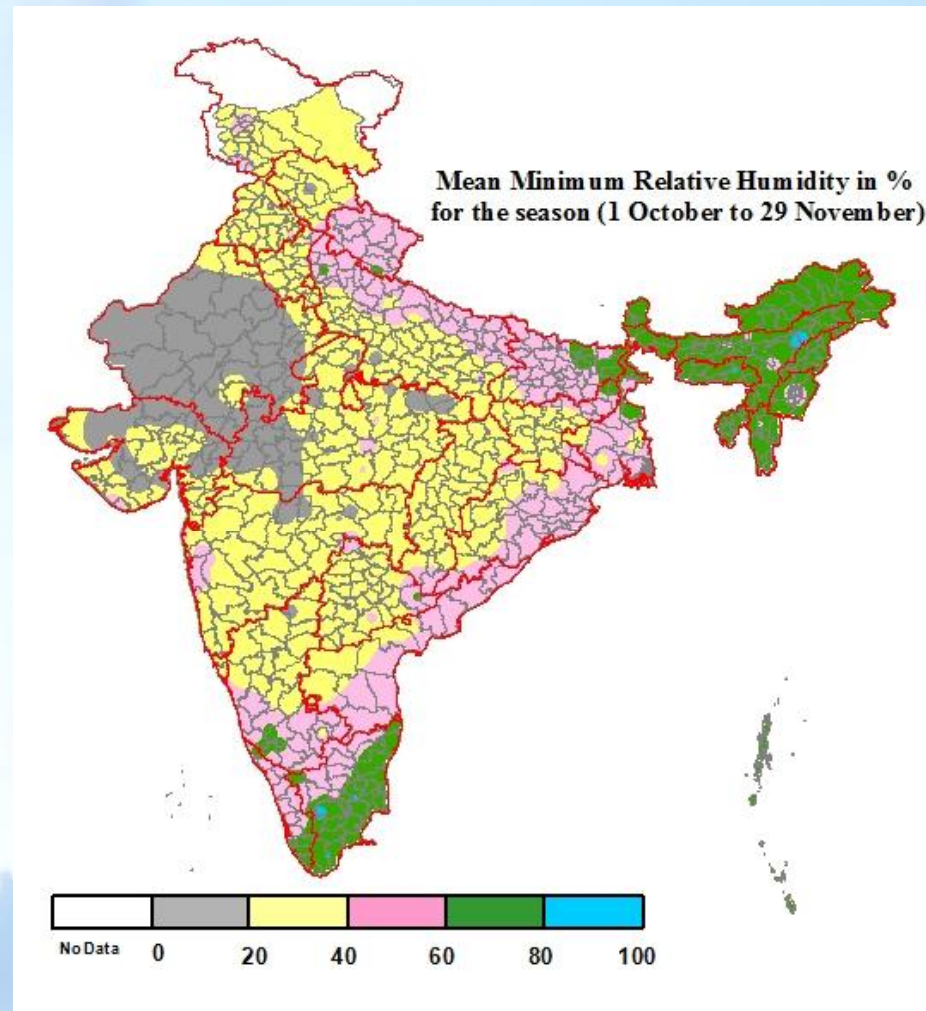 Mean Minimum Relative Humidity in %
for the season (1 October to 29 November)
No Data 0 20 40 60 80 100